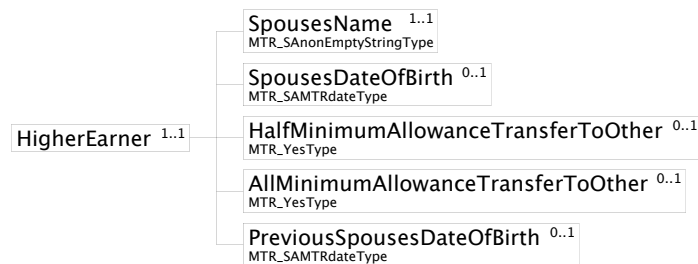 SpousesName 1..1
MTR_SAnonEmptyStringType
SpousesDateOfBirth 0..1
MTR_SAMTRdateType
HigherEarner 1..1
HalfMinimumAllowanceTransferToOther 0..1
MTR_YesType
AllMinimumAllowanceTransferToOther 0..1
MTR_YesType
PreviousSpousesDateOfBirth 0..1
MTR_SAMTRdateType